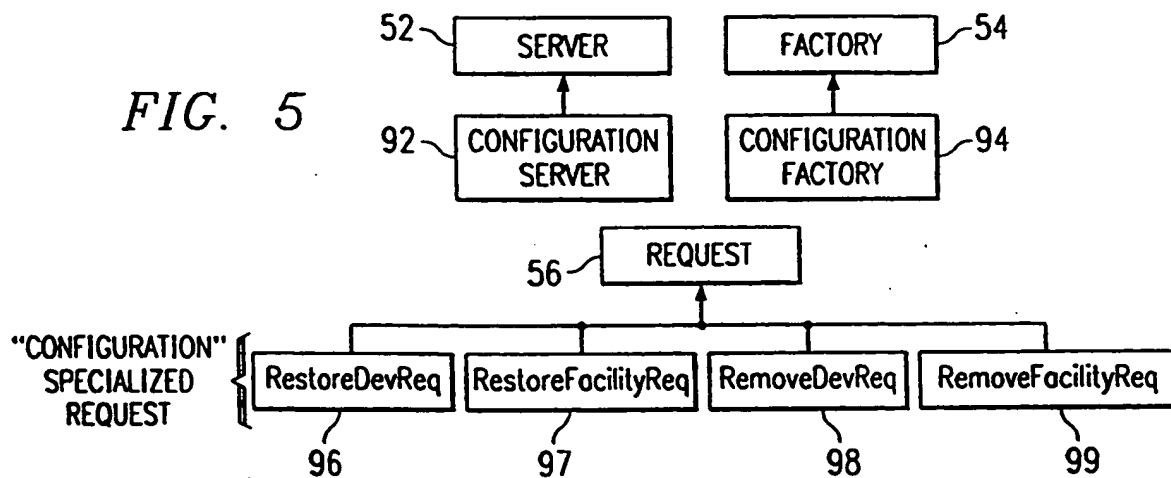 52
SERVER
FACTORY
54
FIG. 5
92
CONFIGURATION
SERVER
CONFIGURATION
FACTORY
94
REQUEST
56
"CONFIGURATION"
SPECIALIZED
REQUEST
RestoreDevReq
RestoreFacilityReq
RemoveDevReq
RemoveFacilityReq
96
97
98
99